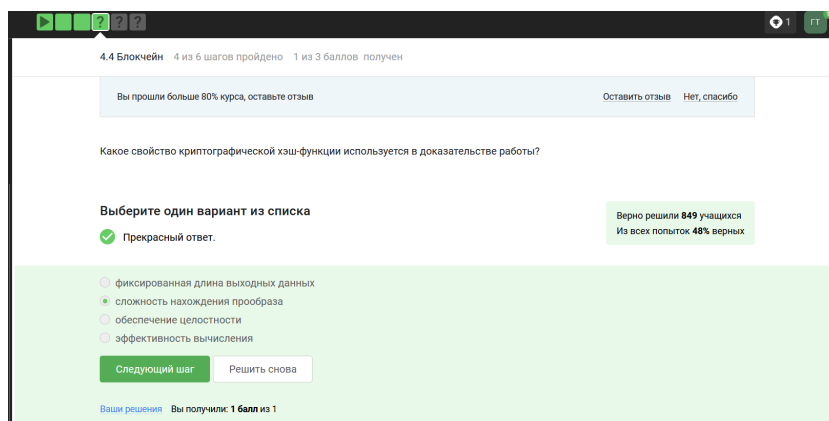 ? ? ?
1
ГТ
4.4 Блокчейн 4 из 6 шагов пройдено 1 из 3 баллов получен
Вы прошли больше 80% курса, оставьте отзыв Оставить отзыв Нет, спасибо
Какое свойство криптографической хэш-функции используется в доказательстве работы?
Выберите один вариант из списка
Прекрасный ответ.
Верно решили 849 учащихся
Из всех попыток 48% верных
фиксированная длина выходных данных
сложность нахождения прообраза
обеспечение целостности
эффективность вычисления
Следующий шаг Решить снова
Ваши решения Вы получили: 1 балл из 1